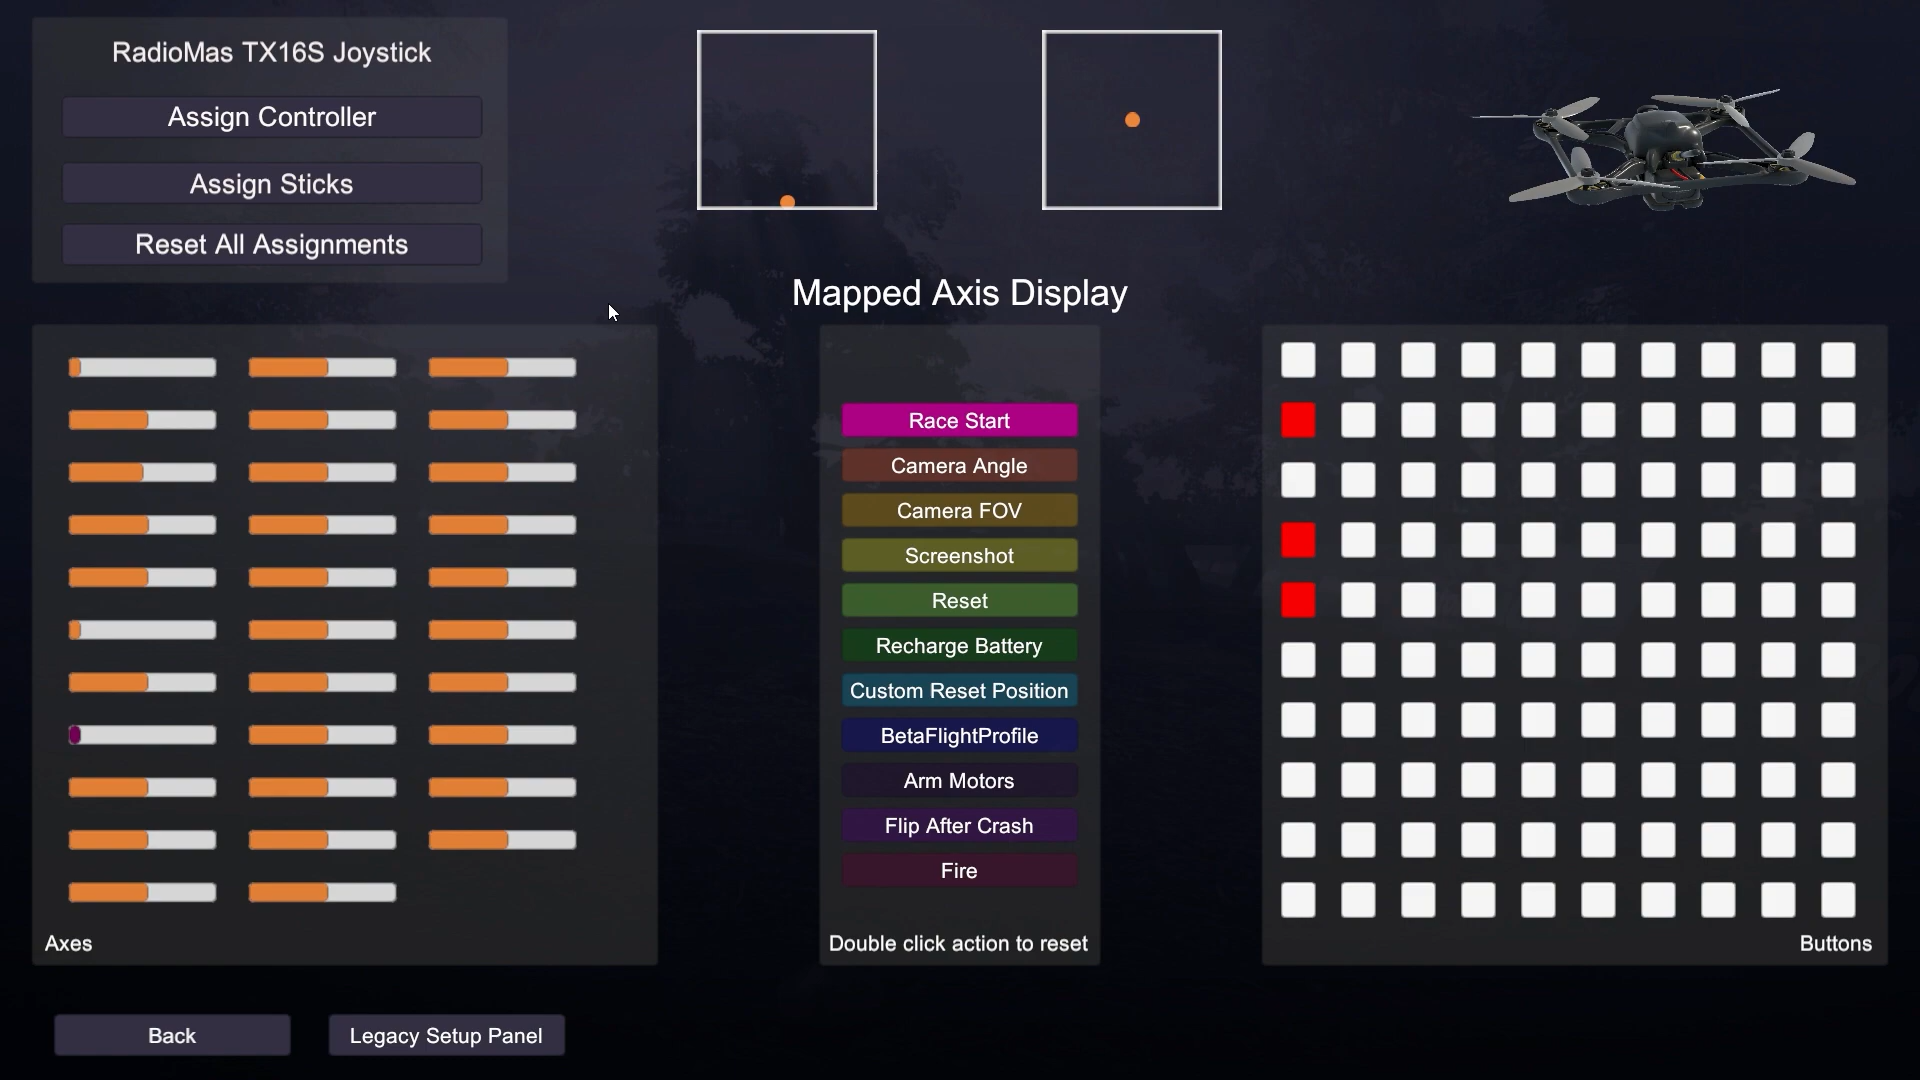 RadioMas TX16S Joystick
Assign Controller
Assign Sticks
Reset All Assignments
Mapped Axis Display
Race Start
Camera Angle
Camera FOV
Screenshot
Reset
Recharge Battery
Custom Reset Position
BetaFlightProfile
Arm Motors
Flip After Crash
Fire
Axes
Double click action to reset
Buttons
Back
Legacy Setup Panel